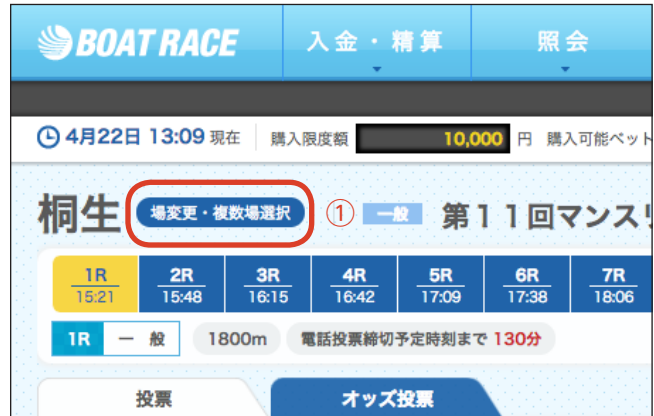 BOAT RACE 入金・精算 照会
4月22日 13:09 現在 購入限度額 10,000 円 購入可能ベット
桐生 場変更・複数場選択 ① 一般 第11回マンスリ
1R 2R 3R 4R 5R 6R 7R
15:21 15:48 16:15 16:42 17:09 17:38 18:06
1R 一 般 1800m 電話投票締切予定時刻まで 130分
投票 オッズ投票